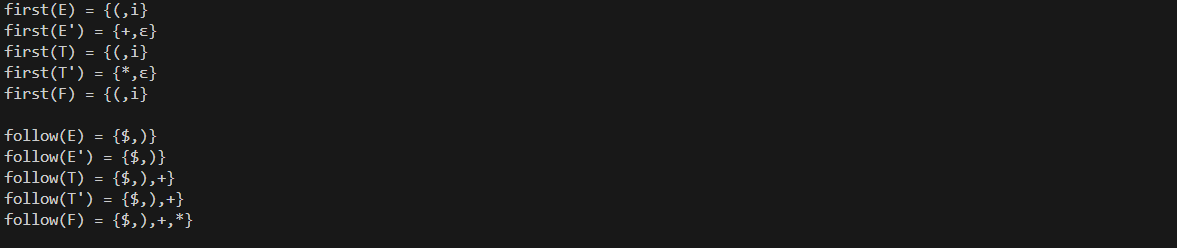 first(E) = {(,i}
first(E') = {+,ε}
first(T) = {(,i}
first(T') = {*,ε}
first(F) = {(,i}
follow(E) = {$,)}
follow(E') = {$,)}
follow(T) = {$,),+}
follow(T') = {$,),+}
follow(F) = {$,),+,*}